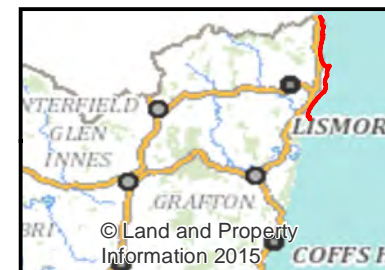 NTERFIELD
LISMOR
GLEN
INNES
GRAFTON
BRI
© Land and Property
Information 2015
COFFS H